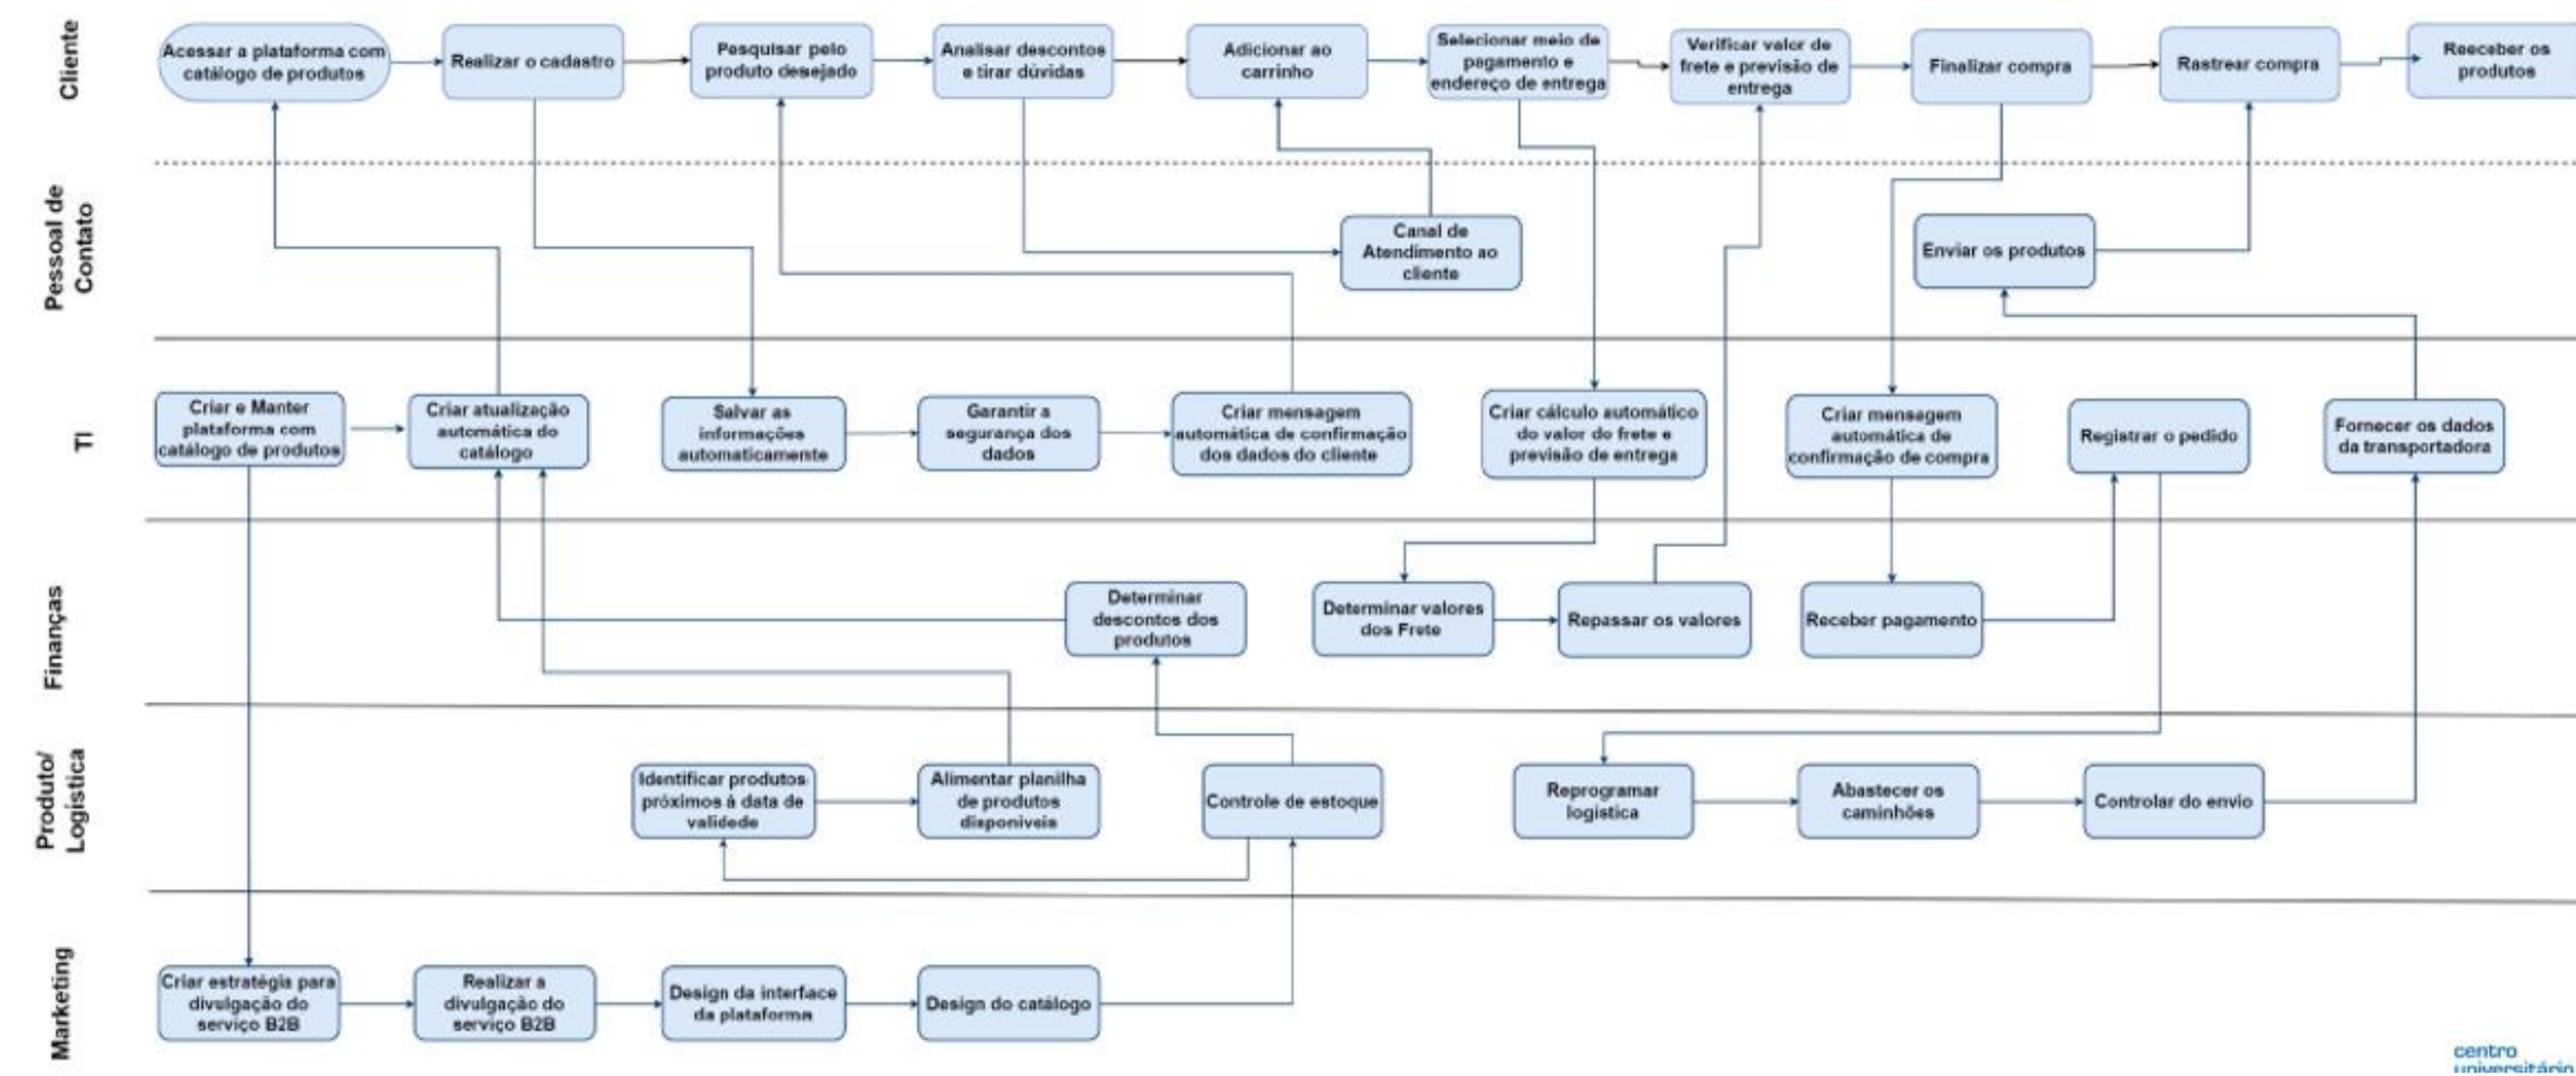 Cliente
Acessar a plataforma com
catálogo de produtos
Realizar o cadastro
Pesquisar pelo
produto desejado
Analisar descontos
e tirar dúvidas
Adicionar ao
carrinho
Selecionar meio de
pagamento e
endereço de entrega
Verificar valor de
frete e previsão de
entrega
Finalizar compra
Rastrear compra
Reeceber os
produtos
Pessoal de
Contato
Canal de
Atendimento ao
cliente
Enviar os produtos
TI
Criar e Manter
plataforma com
catálogo de produtos
Criar atualização
automática do
catálogo
Salvar as
informações
automaticamente
Garantir a
segurança dos
dados
Criar mensagem
automática de confirmação
dos dados do cliente
Criar cálculo automático
do valor do frete e
previsão de entrega
Criar mensagem
automática de
confirmação de compra
Registrar o pedido
Fornecer os dados
da transportadora
Finanças
Determinar
descontos dos
produtos
Determinar valores
dos Frete
Repassar os valores
Receber pagamento
Produto/
Logística
Identificar produtos
próximos à data de
validede
Alimentar planilha
de produtos
disponíveis
Controle de estoque
Reprogramar
logística
Abastecer os
caminhões
Controlar do envio
Marketing
Criar estratégia para
divulgação do
serviço B2B
Realizar a
divulgação do
serviço B2B
Design da interface
da plataforma
Design do catálogo
centro
universitário